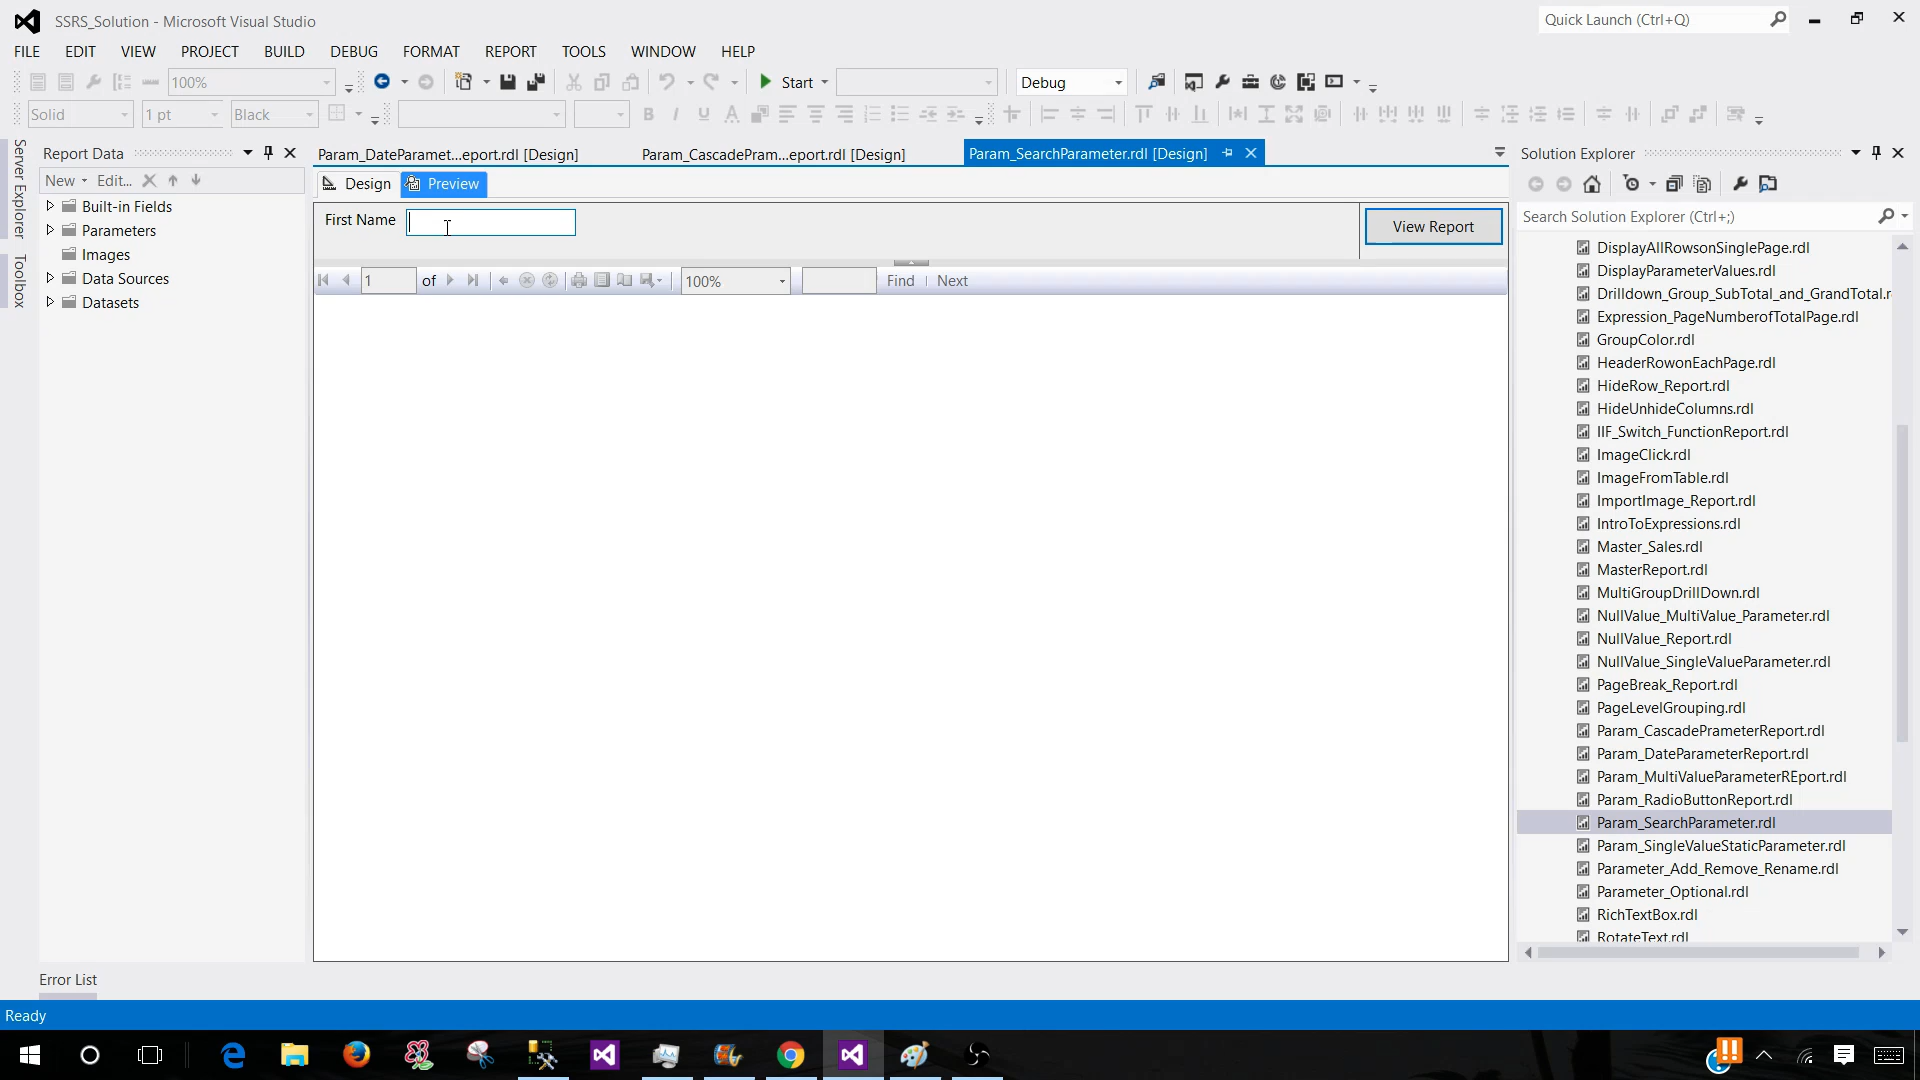 SSRS_Solution - Microsoft Visual Studio
Quick Launch (Ctrl+Q)
FILE EDIT VIEW PROJECT BUILD DEBUG FORMAT REPORT TOOLS WINDOW HELP
100% Start Debug
Solid 1 pt Black
Server Explorer
Toolbox
Report Data
New Edit...
Built-in Fields
Parameters
Images
Data Sources
Datasets
Param_DateParamet...eport.rdl [Design] Param_CascadePram...eport.rdl [Design] Param_SearchParameter.rdl [Design]
Design Preview
First Name
View Report
1 of 100% Find Next
Solution Explorer
Search Solution Explorer (Ctrl+;)
DisplayAllRowsonSinglePage.rdl
DisplayParameterValues.rdl
Drilldown_Group_SubTotal_and_GrandTotal.r
Expression_PageNumberofTotalPage.rdl
GroupColor.rdl
HeaderRowonEachPage.rdl
HideRow_Report.rdl
HideUnhideColumns.rdl
IIF_Switch_FunctionReport.rdl
ImageClick.rdl
ImageFromTable.rdl
ImportImage_Report.rdl
IntroToExpressions.rdl
Master_Sales.rdl
MasterReport.rdl
MultiGroupDrillDown.rdl
NullValue_MultiValue_Parameter.rdl
NullValue_Report.rdl
NullValue_SingleValueParameter.rdl
PageBreak_Report.rdl
PageLevelGrouping.rdl
Param_CascadePrameterReport.rdl
Param_DateParameterReport.rdl
Param_MultiValueParameterREport.rdl
Param_RadioButtonReport.rdl
Param_SearchParameter.rdl
Param_SingleValueStaticParameter.rdl
Parameter_Add_Remove_Rename.rdl
Parameter_Optional.rdl
RichTextBox.rdl
RotateText.rdl
Error List
Ready